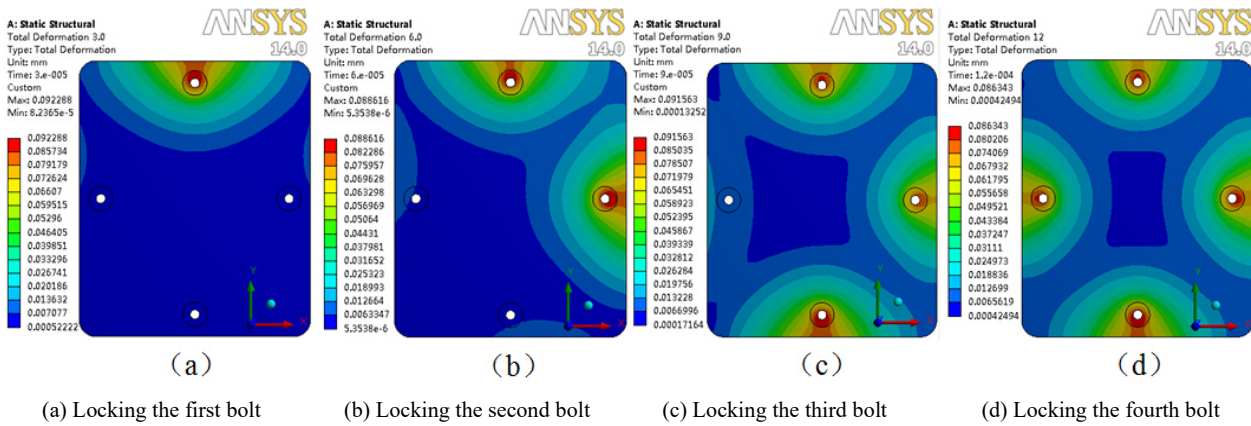 A: Static Structural
Total Deformation 3.0
Type: Total Deformation
Unit: mm
Time: 3.e-005
Custom
Max: 0.092288
Min: 8.2365e-5
0.092288
0.085734
0.079179
0.072624
0.06607
0.059515
0.05296
0.046405
0.039851
0.033296
0.026741
0.020186
0.013632
0.007077
0.00052222
ANSYS
14.0
Y
X
(a)
A: Static Structural
Total Deformation 6.0
Type: Total Deformation
Unit: mm
Time: 6.e-005
Custom
Max: 0.088616
Min: 5.3538e-6
0.088616
0.082286
0.075957
0.069628
0.063298
0.056969
0.05064
0.04431
0.037981
0.031652
0.025323
0.018993
0.012664
0.0063347
5.3538e-6
ANSYS
14.0
Y
X
(b)
A: Static Structural
Total Deformation 9.0
Type: Total Deformation
Unit: mm
Time: 9.e-005
Custom
Max: 0.091563
Min: 0.00013252
0.091563
0.085035
0.078507
0.071979
0.065451
0.058923
0.052395
0.045867
0.039339
0.032812
0.026284
0.019756
0.013228
0.0066996
0.00017164
ANSYS
14.0
Y
X
(c)
A: Static Structural
Total Deformation 12
Type: Total Deformation
Unit: mm
Time: 1.2e-004
Custom
Max: 0.086343
Min: 0.00042494
0.086343
0.080206
0.074069
0.067932
0.061795
0.055658
0.049521
0.043384
0.037247
0.03111
0.024973
0.018836
0.012699
0.0065619
0.00042494
ANSYS
14.0
Y
X
(d)
(a) Locking the first bolt
(b) Locking the second bolt
(c) Locking the third bolt
(d) Locking the fourth bolt